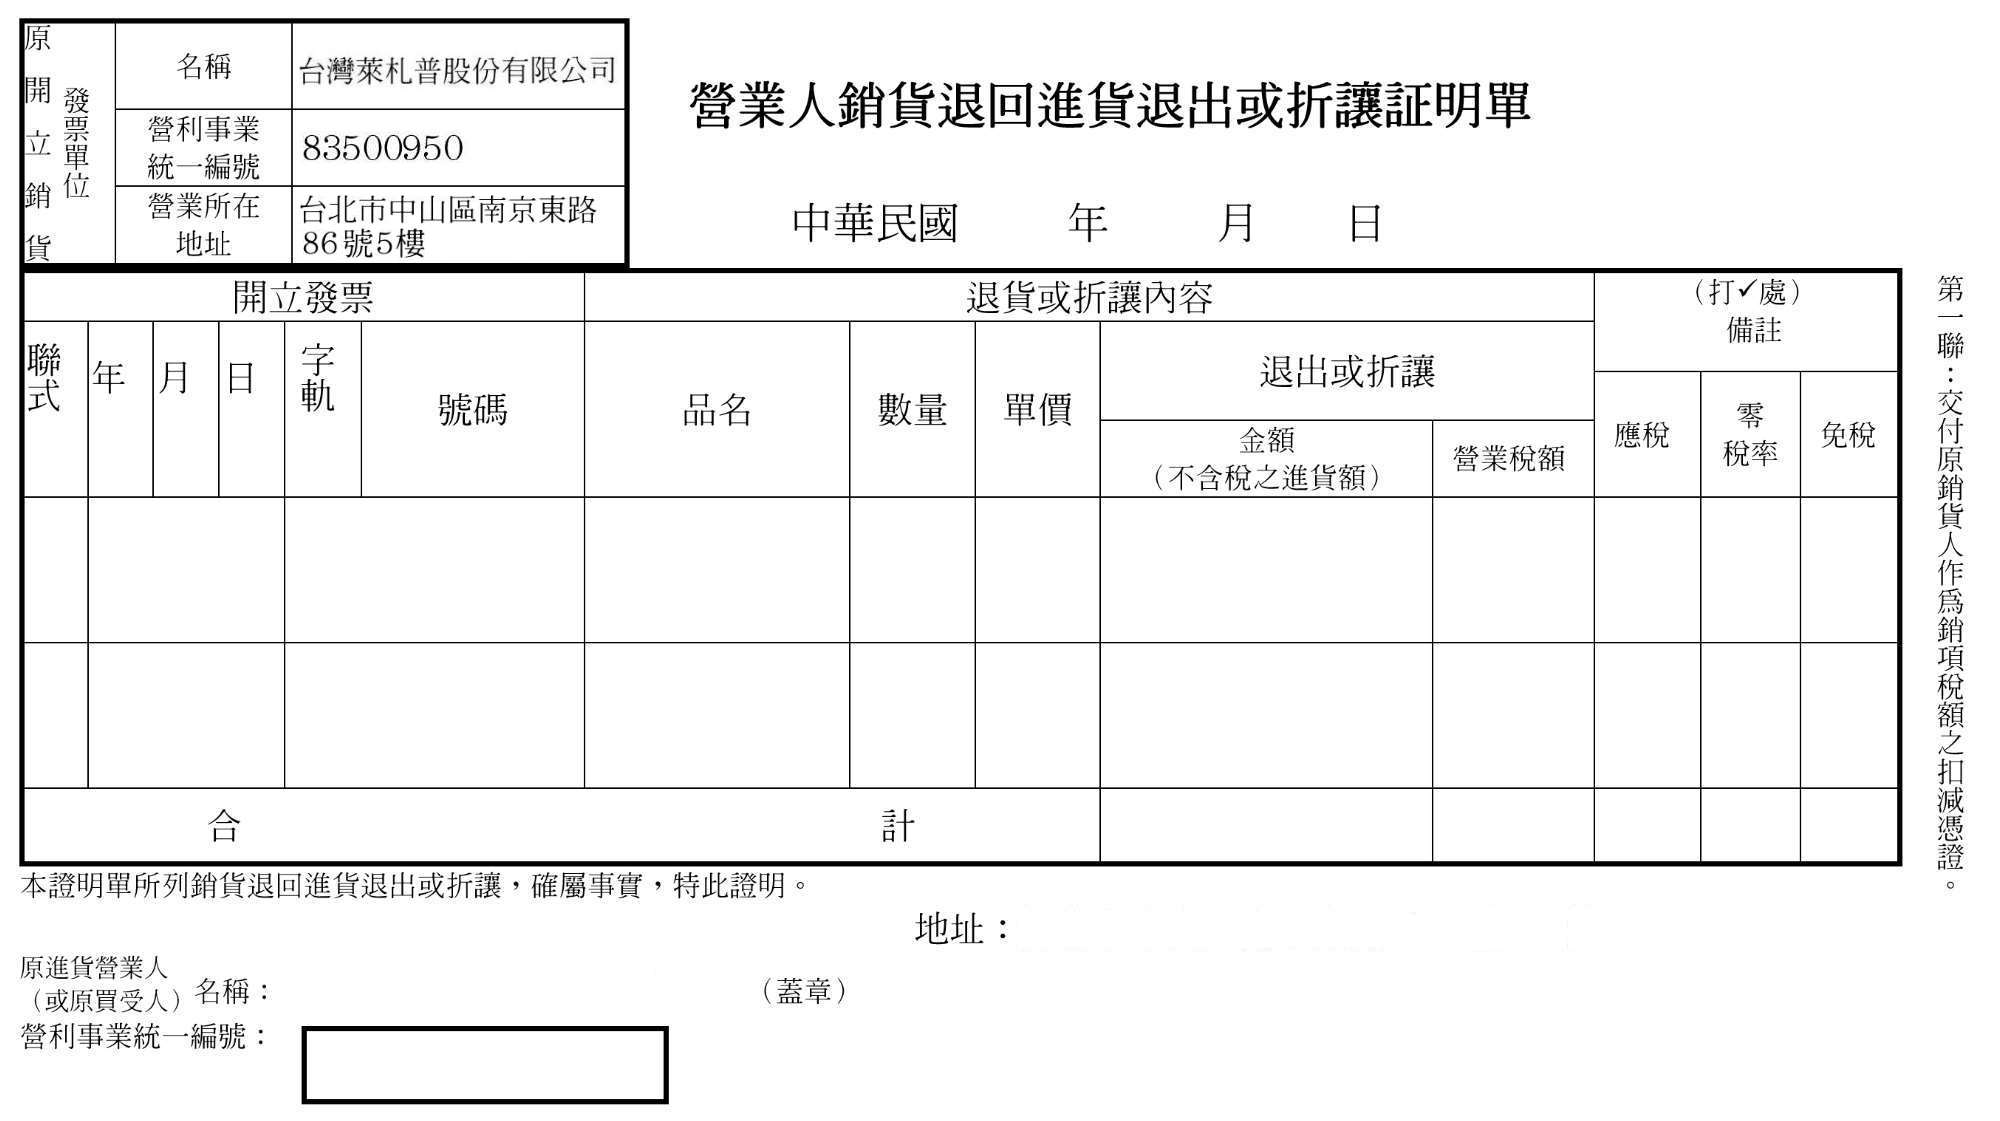 原開立銷貨
發票單位
名稱
台灣萊札普股份有限公司
營利事業
統一編號
83500950
營業所在
地址
台北市中山區南京東路
86號5樓
營業人銷貨退回進貨退出或折讓証明單
中華民國 年 月 日
開立發票
退貨或折讓內容
（打✓處）
備註
聯式
年
月
日
字軌
號碼
品名
數量
單價
退出或折讓
金額
（不含稅之進貨額）
營業稅額
應稅
零
稅率
免稅
合 計
第一聯：交付原銷貨人作為銷項稅額之扣減憑證。
本證明單所列銷貨退回進貨退出或折讓，確屬事實，特此證明。
地址：
原進貨營業人
（或原買受人）名稱： （蓋章）
營利事業統一編號：